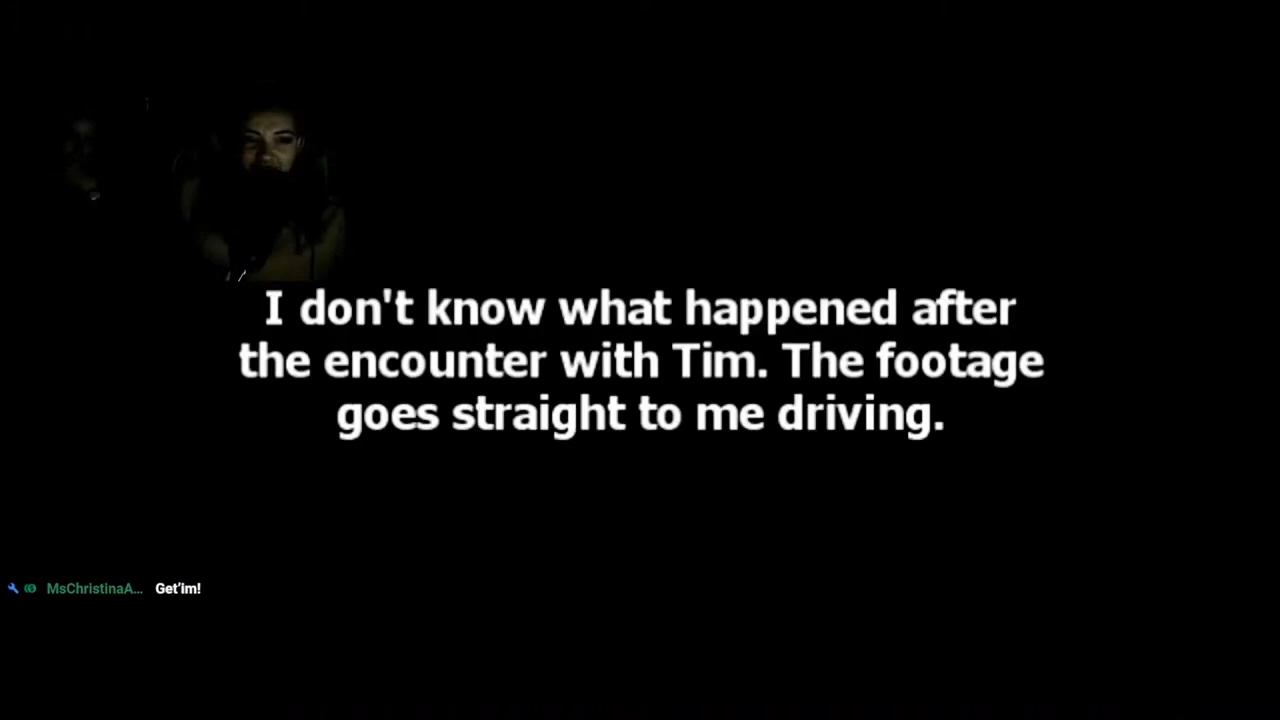 I don't know what happened after
the encounter with Tim. The footage
goes straight to me driving.
MsChristinaA... Get'im!